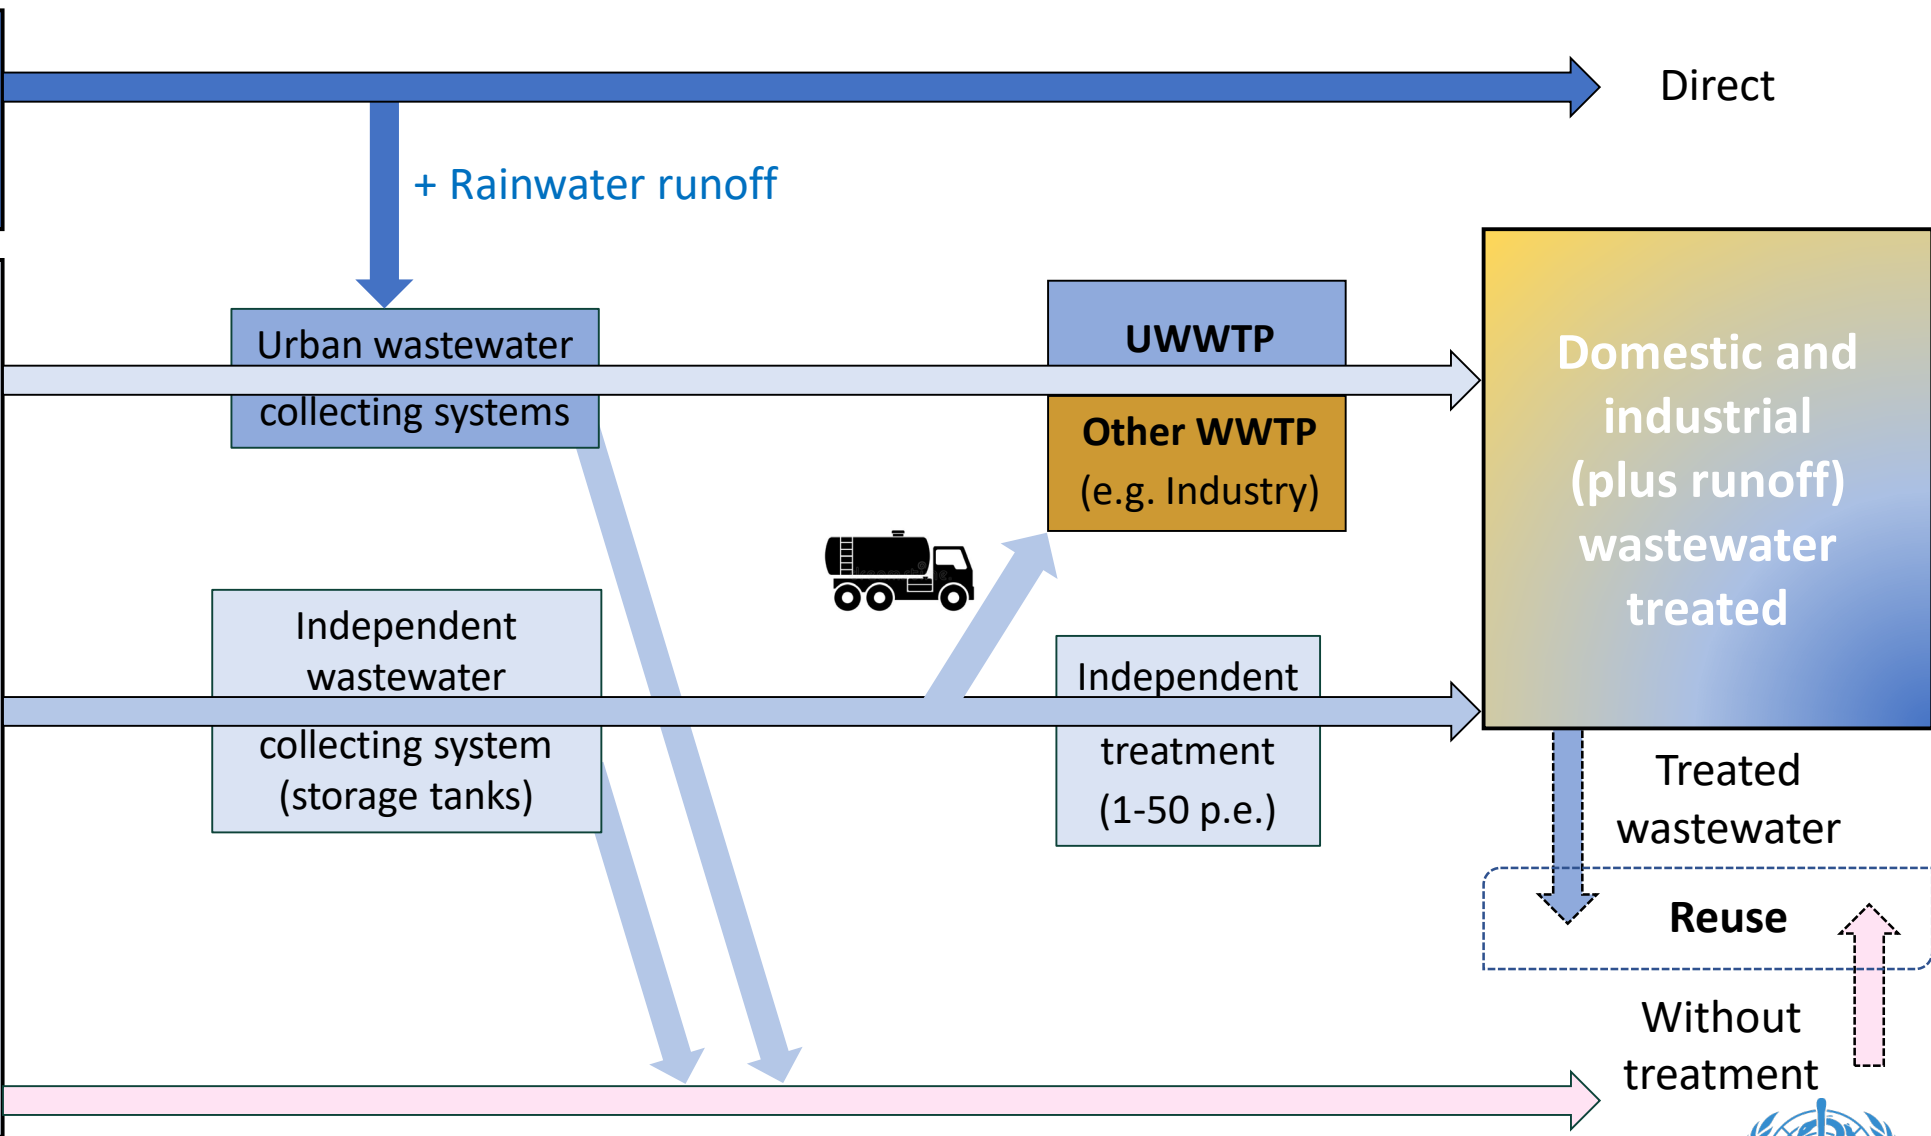 Direct
+ Rainwater runoff
Urban wastewater
collecting systems
UWWTP
Other WWTP
(e.g. Industry)
Domestic and
industrial
(plus runoff)
wastewater
treated
Independent
wastewater
collecting system
(storage tanks)
Independent
treatment
(1-50 p.e.)
Treated
wastewater
Reuse
Without
treatment